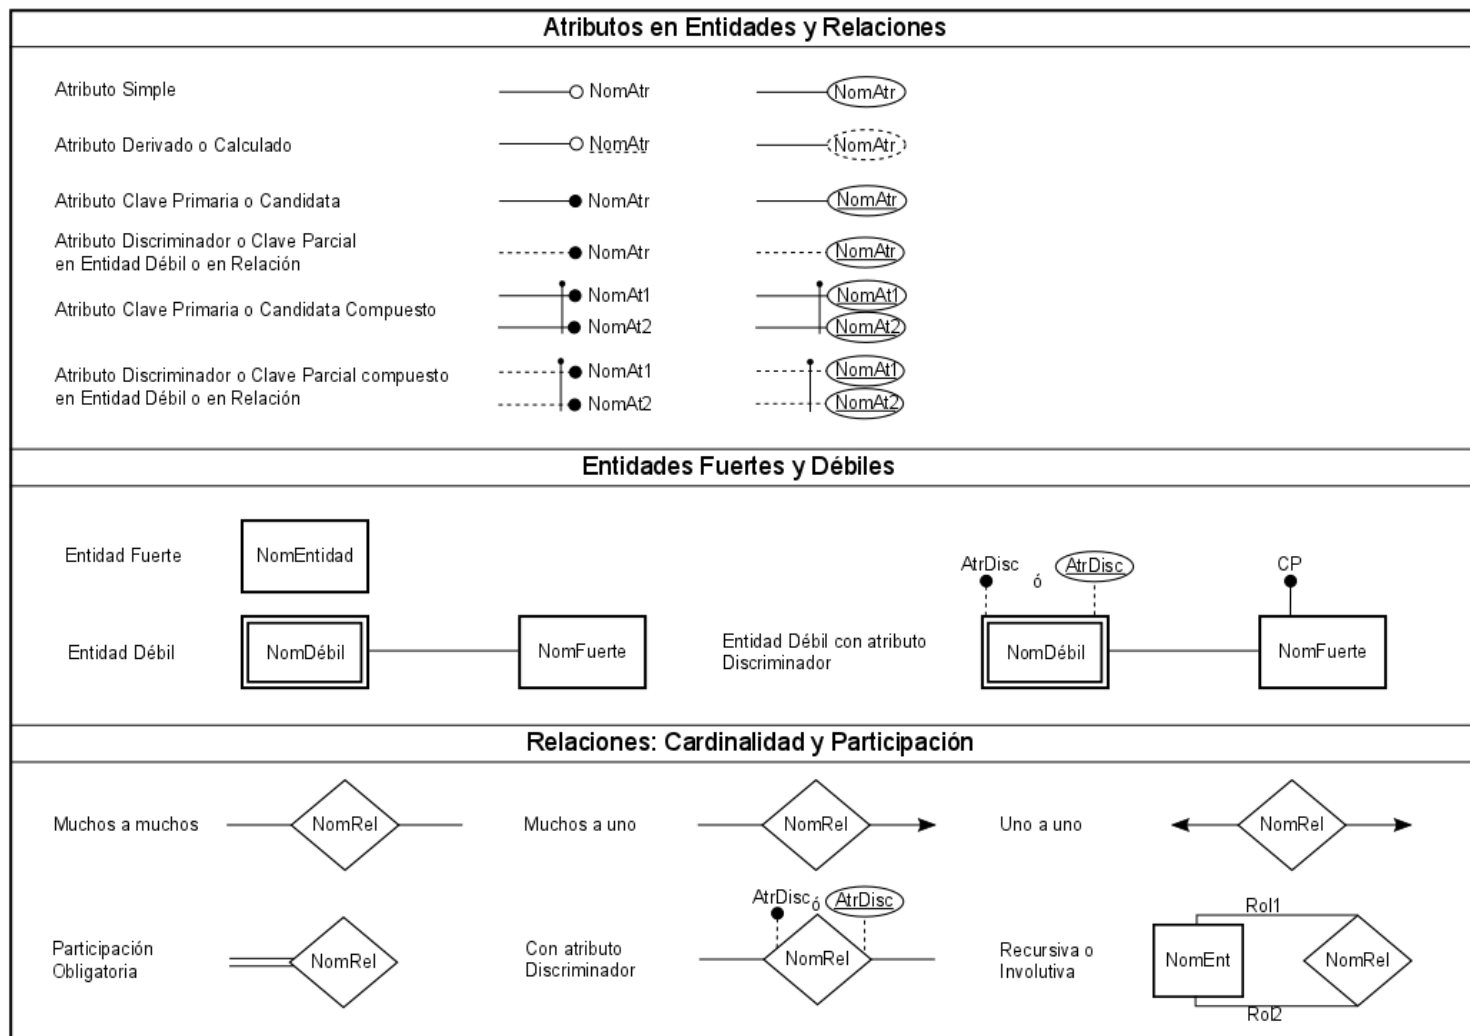 Atributos en Entidades y Relaciones
Atributo Simple
NomAtr
NomAtr
Atributo Derivado o Calculado
NomAtr
NomAtr
Atributo Clave Primaria o Candidata
NomAtr
NomAtr
Atributo Discriminador o Clave Parcial
en Entidad Débil o en Relación
NomAtr
NomAtr
Atributo Clave Primaria o Candidata Compuesto
NomAt1
NomAt2
NomAt1
NomAt2
Atributo Discriminador o Clave Parcial compuesto
en Entidad Débil o en Relación
NomAt1
NomAt2
NomAt1
NomAt2
Entidades Fuertes y Débiles
Entidad Fuerte
NomEntidad
Entidad Débil
NomDébil
NomFuerte
Entidad Débil con atributo
Discriminador
AtrDisc
ó
AtrDisc
CP
NomDébil
NomFuerte
Relaciones: Cardinalidad y Participación
Muchos a muchos
NomRel
Muchos a uno
NomRel
Uno a uno
NomRel
Participación
Obligatoria
NomRel
Con atributo
Discriminador
AtrDisc
ó
AtrDisc
NomRel
Recursiva o
Involutiva
Rol1
NomEnt
NomRel
Rol2